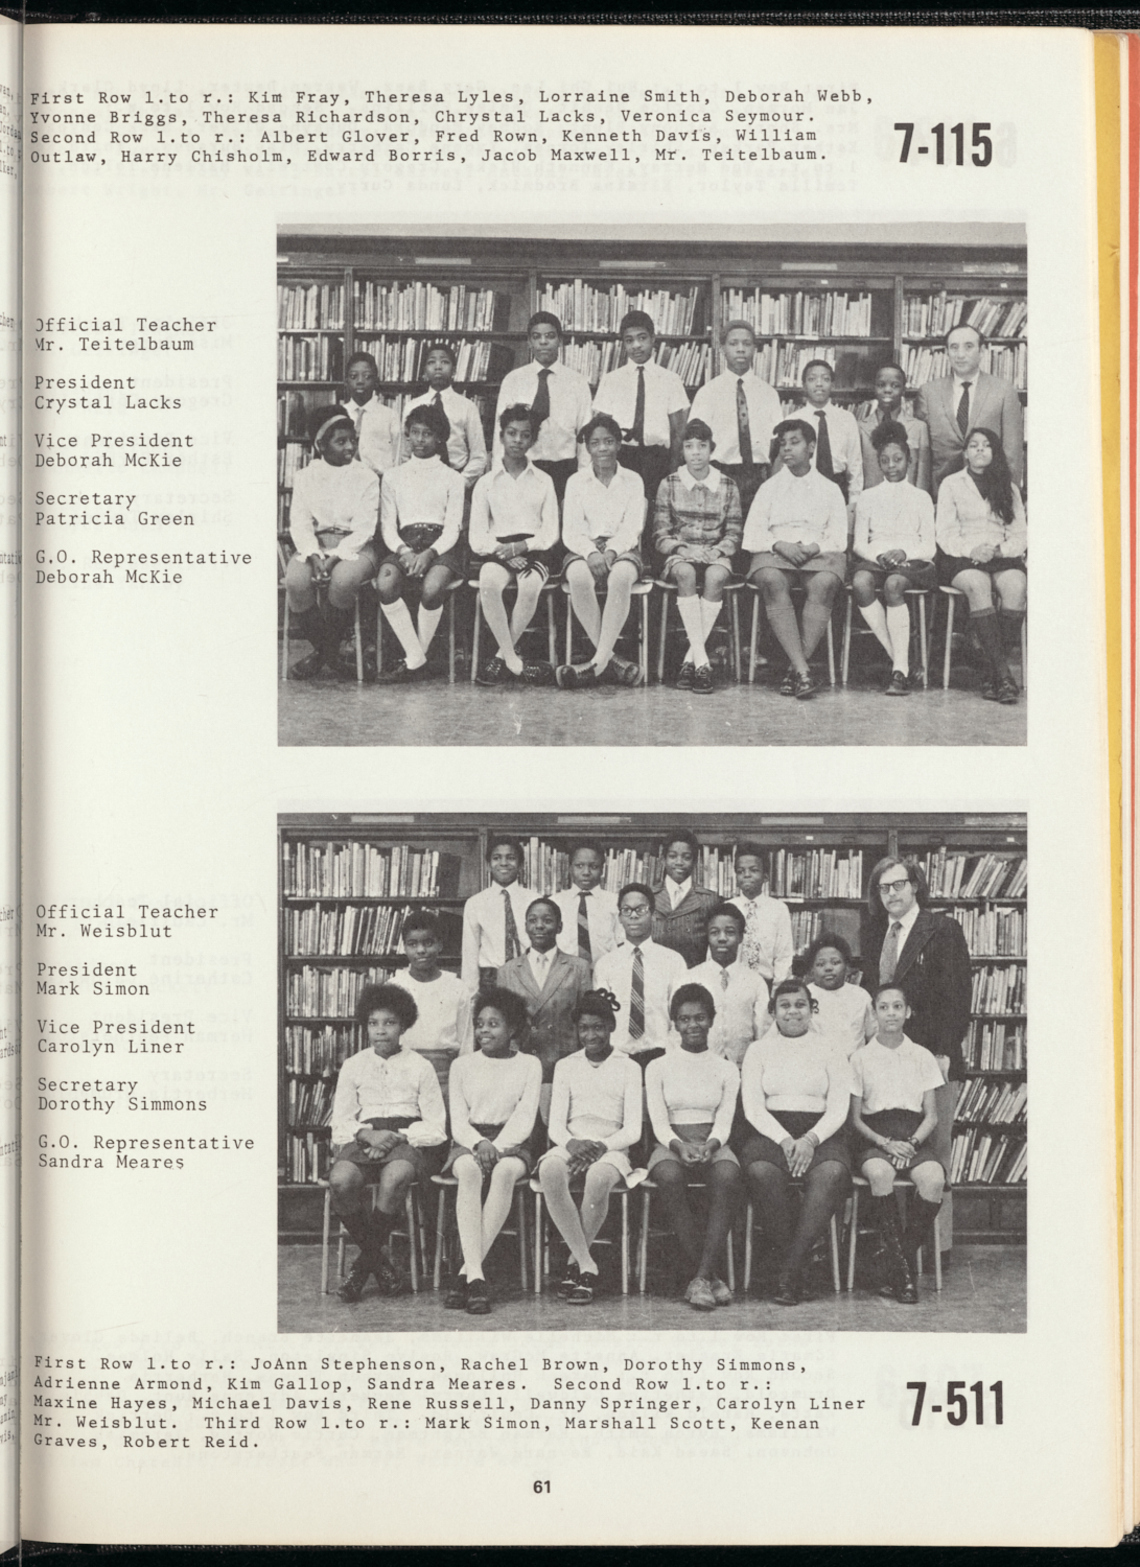 First Row l.to r.: Kim Fray, Theresa Lyles, Lorraine Smith, Deborah Webb,
Yvonne Briggs, Theresa Richardson, Chrystal Lacks, Veronica Seymour.
Second Row l.to r.: Albert Glover, Fred Rown, Kenneth Davis, William
Outlaw, Harry Chisholm, Edward Borris, Jacob Maxwell, Mr. Teitelbaum.
7-115
Official Teacher
Mr. Teitelbaum
President
Crystal Lacks
Vice President
Deborah McKie
Secretary
Patricia Green
G.O. Representative
Deborah McKie
Official Teacher
Mr. Weisblut
President
Mark Simon
Vice President
Carolyn Liner
Secretary
Dorothy Simmons
G.O. Representative
Sandra Meares
First Row l.to r.: JoAnn Stephenson, Rachel Brown, Dorothy Simmons,
Adrienne Armond, Kim Gallop, Sandra Meares.  Second Row l.to r.:
Maxine Hayes, Michael Davis, Rene Russell, Danny Springer, Carolyn Liner
Mr. Weisblut.  Third Row l.to r.: Mark Simon, Marshall Scott, Keenan
Graves, Robert Reid.
7-511
61